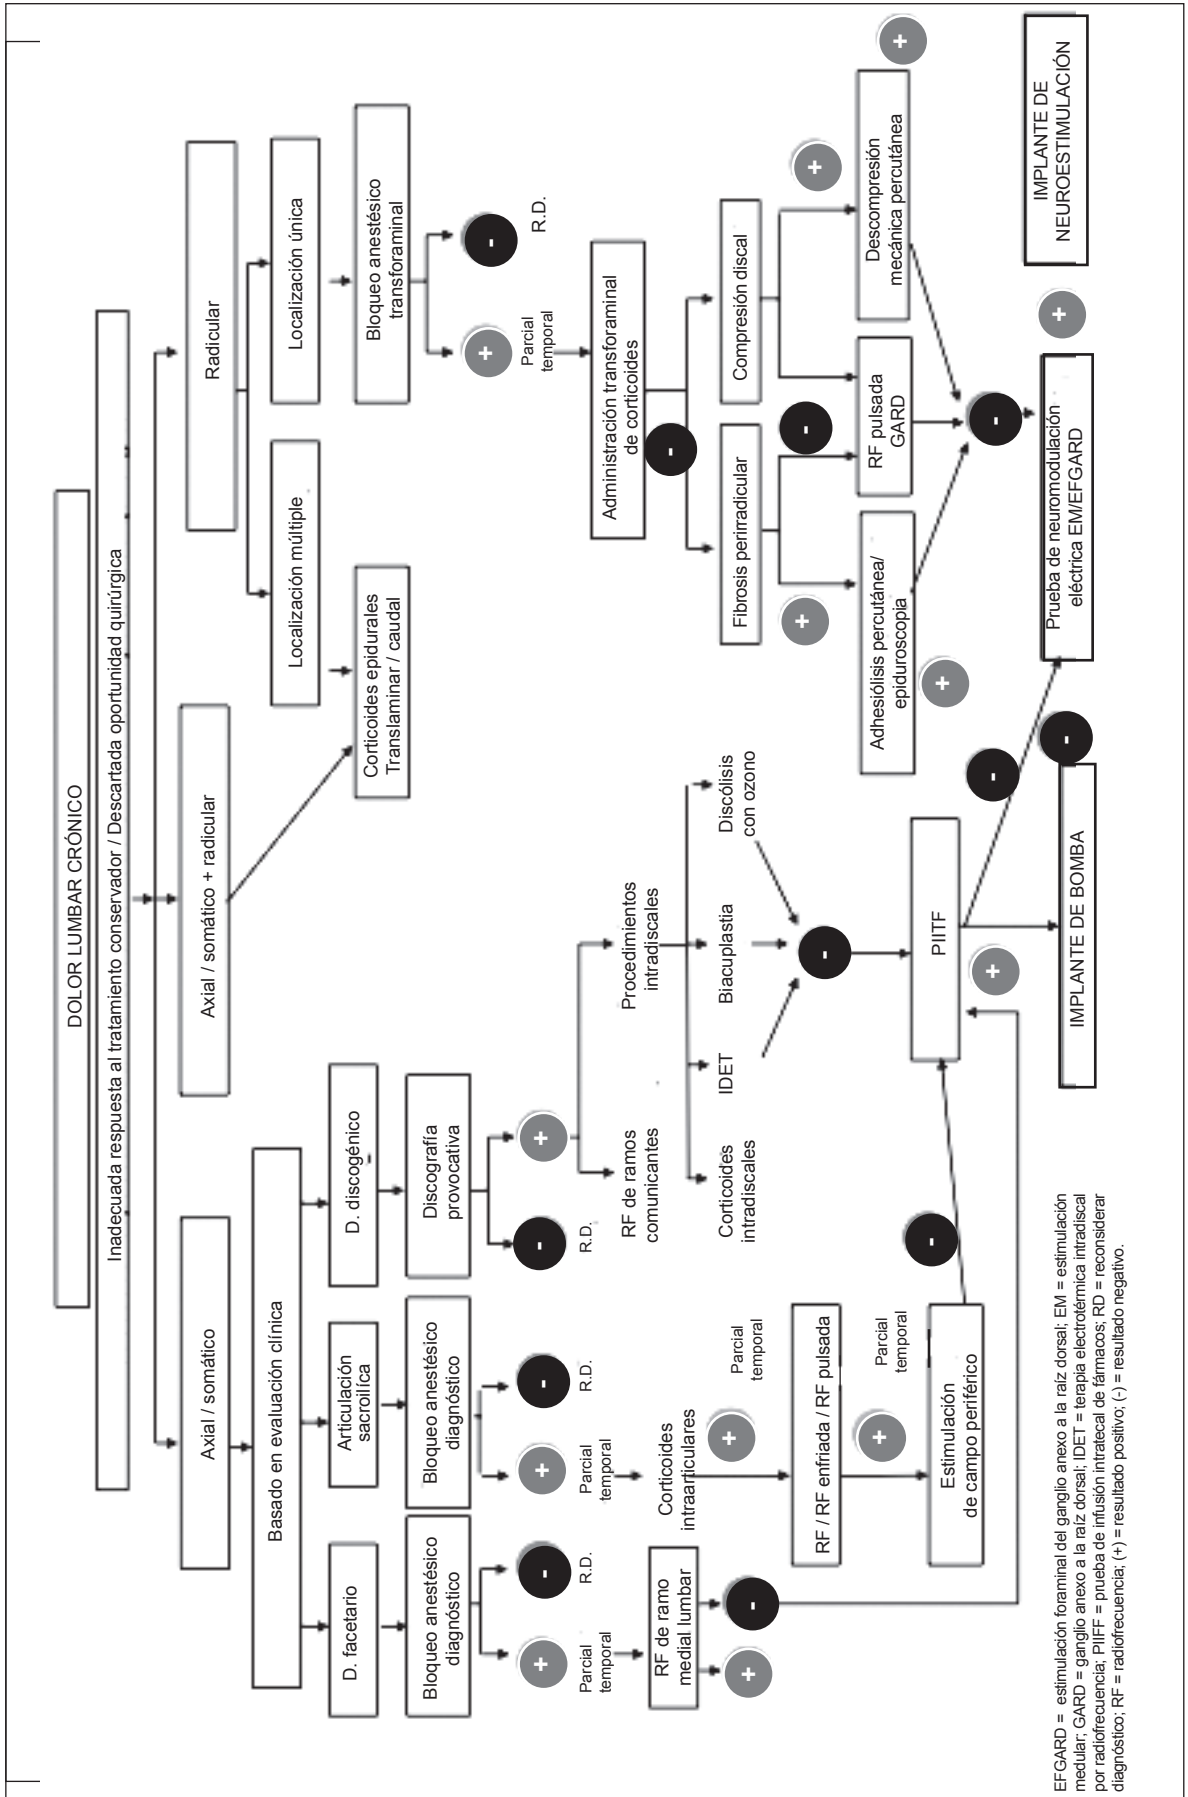 DOLOR LUMBAR CRÓNICO
Inadecuada respuesta al tratamiento conservador / Descartada oportunidad quirúrgica
Axial / somático
Axial / somático + radicular
Radicular
Basado en evaluación clínica
Localización múltiple
Localización única
D. facetario
Articulación
sacroilíca
D. discogénico
Corticoides epidurales
Translaminar / caudal
Bloqueo anestésico
transforaminal
Bloqueo anestésico
diagnóstico
Bloqueo anestésico
diagnóstico
Discografía
provocativa
+
-
+
-
-
+
+
-
Parcial
temporal
R.D.
Parcial
temporal
R.D.
R.D.
Parcial
temporal
R.D.
RF de ramo
medial lumbar
Corticoides
intraarticulares
RF de ramos
comunicantes
Procedimientos
intradiscales
Administración transforaminal
de corticoides
-
+
-
+
Parcial
temporal
Corticoides
intradiscales
IDET
Biacuplastia
Discólisis
con ozono
Fibrosis perirradicular
Compresión discal
+
-
+
RF / RF enfriada / RF pulsada
-
+
Parcial
temporal
Adhesiólisis percutánea/
epiduroscopia
RF pulsada
GARD
Descompresión
mecánica percutánea
+
+
Estimulación
de campo periférico
-
PIITF
-
-
+
-
Prueba de neuromodulación
eléctrica EM/EFGARD
+
IMPLANTE DE
NEUROESTIMULACIÓN
-
IMPLANTE DE BOMBA
EFGARD = estimulación foraminal del ganglio anexo a la raíz dorsal; EM = estimulación
medular; GARD = ganglio anexo a la raíz dorsal; IDET = terapia electrotérmica intradiscal
por radiofrecuencia; PIIFF = prueba de infusión intratecal de fármacos; RD = reconsiderar
diagnóstico; RF = radiofrecuencia; (+) = resultado positivo; (-) = resultado negativo.